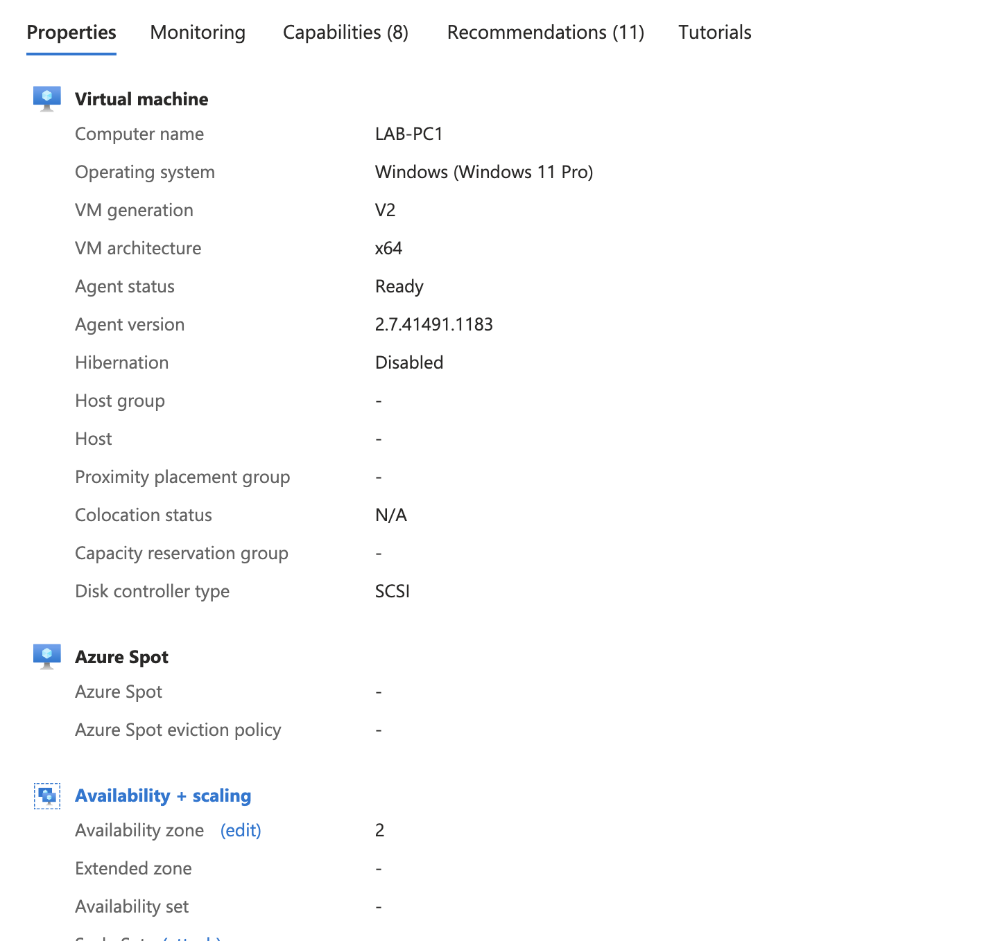 Properties Monitoring Capabilities (8) Recommendations (11) Tutorials
Virtual machine
Computer name LAB-PC1
Operating system Windows (Windows 11 Pro)
VM generation V2
VM architecture x64
Agent status Ready
Agent version 2.7.41491.1183
Hibernation Disabled
Host group -
Host -
Proximity placement group -
Colocation status N/A
Capacity reservation group -
Disk controller type SCSI
Azure Spot
Azure Spot -
Azure Spot eviction policy -
Availability + scaling
Availability zone (edit) 2
Extended zone -
Availability set -